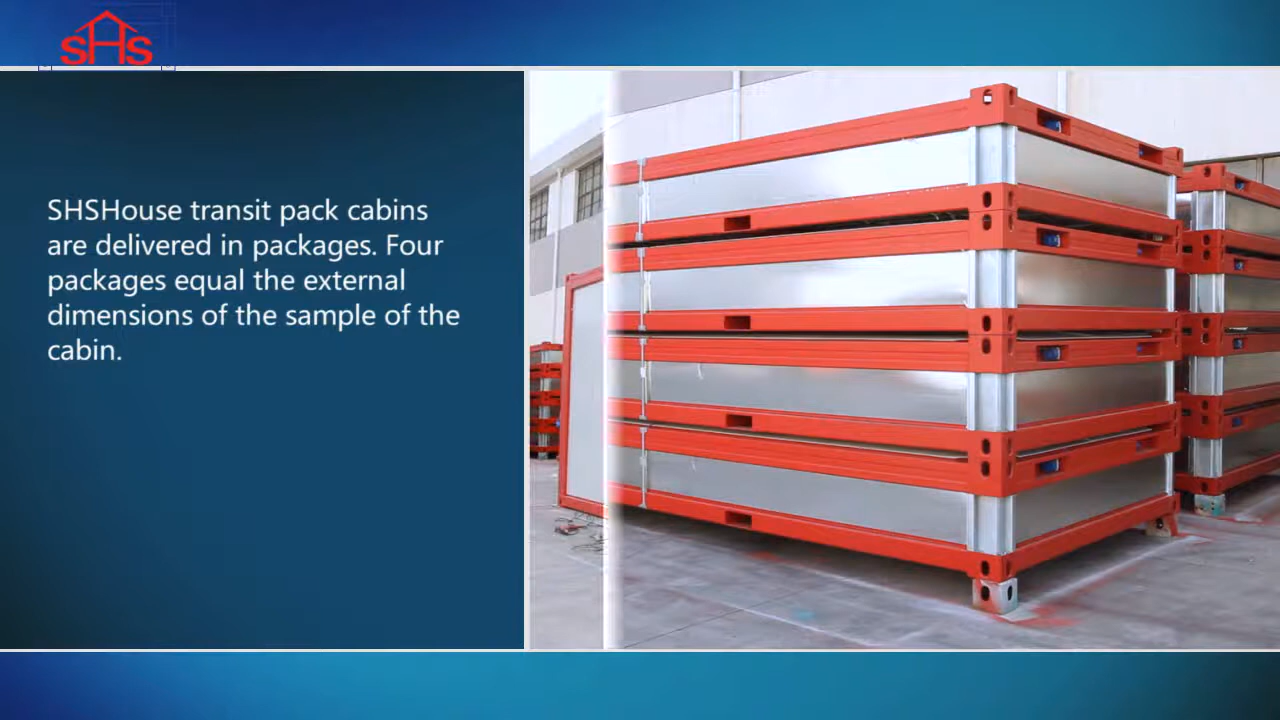 SHS
SHSHouse transit pack cabins
are delivered in packages. Four
packages equal the external
dimensions of the sample of the
cabin.